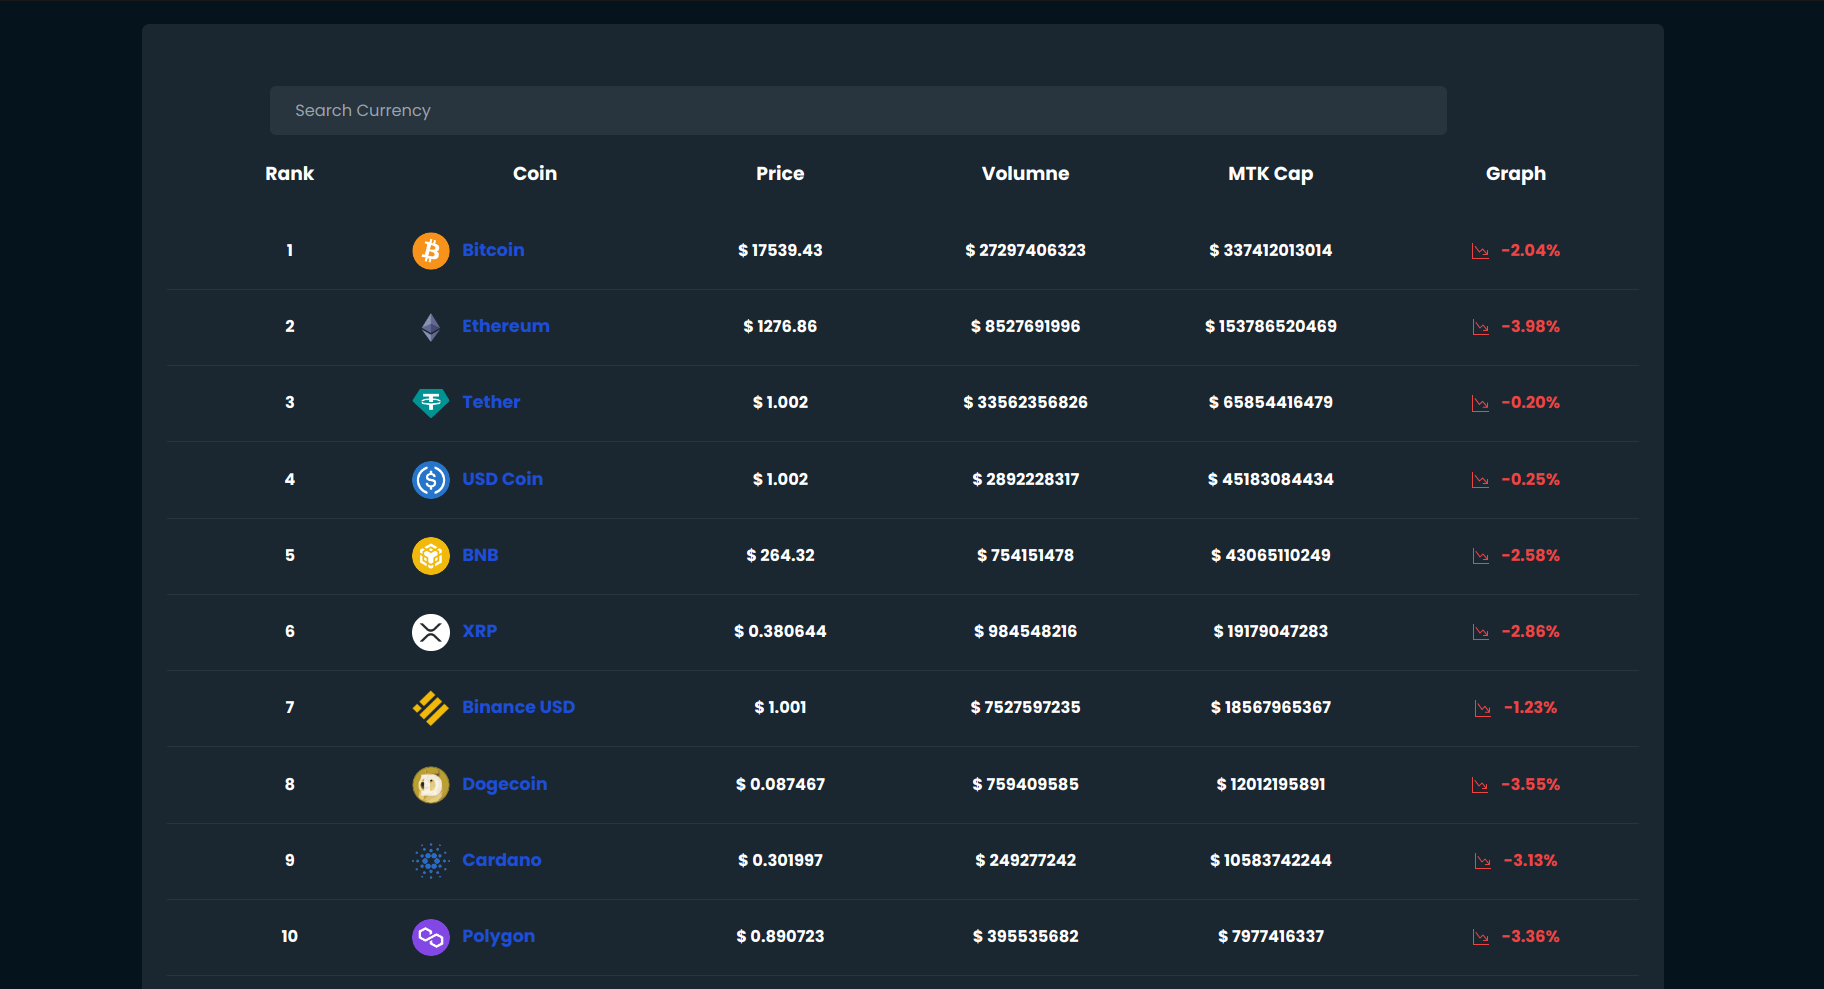 Search Currency
Rank Coin Price Volumne MTK Cap Graph
1 Bitcoin $ 17539.43 $ 27297406323 $ 337412013014 -2.04%
2 Ethereum $ 1276.86 $ 8527691996 $ 153786520469 -3.98%
3 Tether $ 1.002 $ 33562356826 $ 65854416479 -0.20%
4 USD Coin $ 1.002 $ 2892228317 $ 45183084434 -0.25%
5 BNB $ 264.32 $ 754151478 $ 43065110249 -2.58%
6 XRP $ 0.380644 $ 984548216 $ 19179047283 -2.86%
7 Binance USD $ 1.001 $ 7527597235 $ 18567965367 -1.23%
8 Dogecoin $ 0.087467 $ 759409585 $ 12012195891 -3.55%
9 Cardano $ 0.301997 $ 249277242 $ 10583742244 -3.13%
10 Polygon $ 0.890723 $ 395535682 $ 7977416337 -3.36%